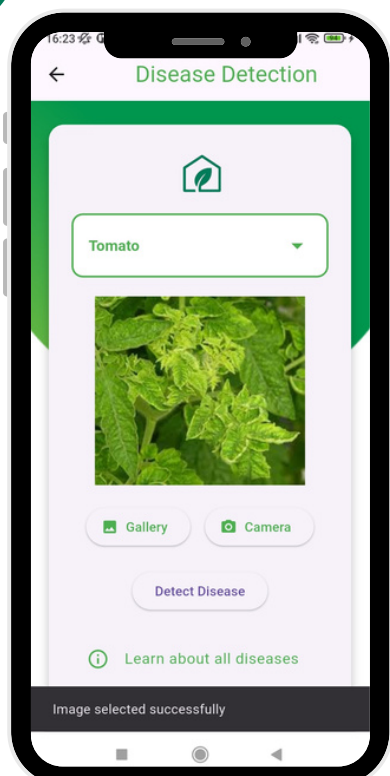 16:23
Disease Detection
Tomato
Gallery
Camera
Detect Disease
Learn about all diseases
Image selected successfully